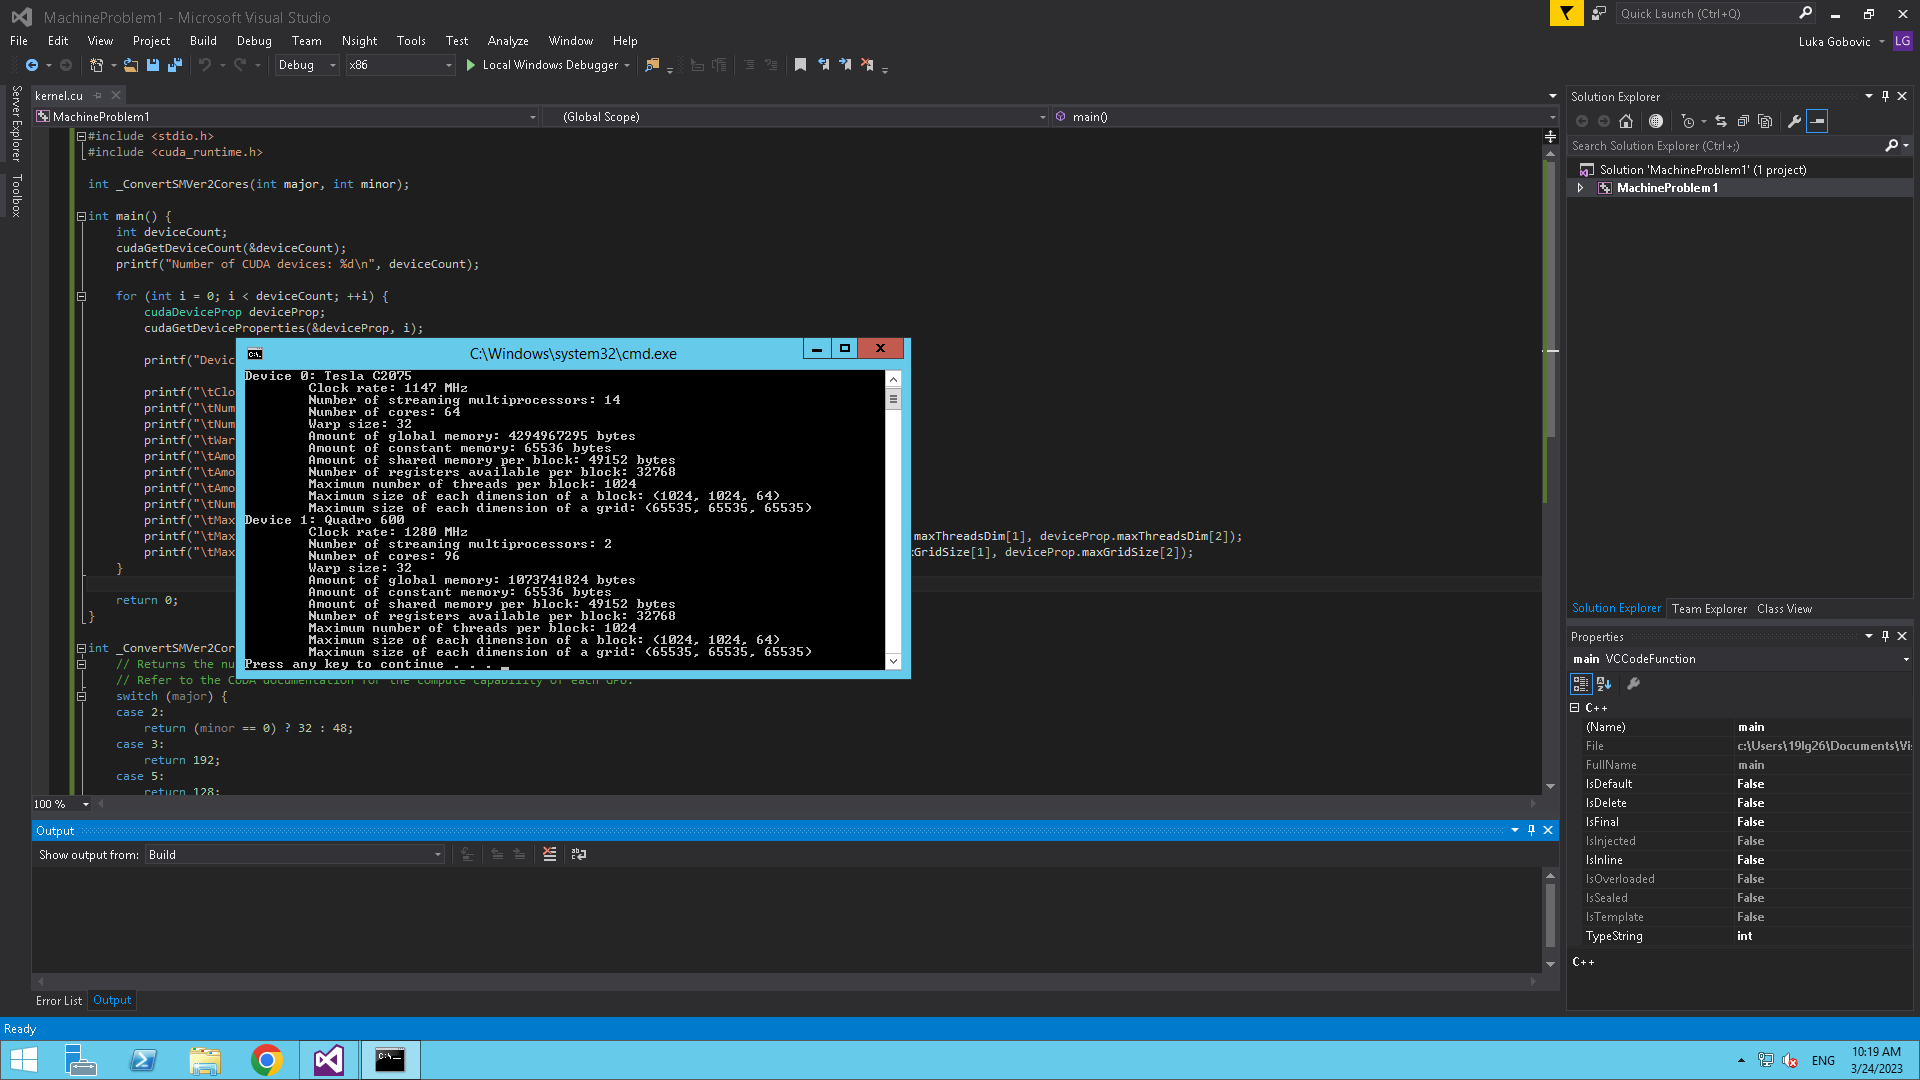 MachineProblem1 - Microsoft Visual Studio
Quick Launch (Ctrl+Q)
File Edit View Project Build Debug Team Nsight Tools Test Analyze Window Help
Luka Gobovic LG
Debug x86 Local Windows Debugger
Server Explorer
Toolbox
kernel.cu
MachineProblem1 (Global Scope) main()
#include <stdio.h>
#include <cuda_runtime.h>
int _ConvertSMVer2Cores(int major, int minor);
int main() {
int deviceCount;
cudaGetDeviceCount(&deviceCount);
printf("Number of CUDA devices: %d\n", deviceCount);
for (int i = 0; i < deviceCount; ++i) {
cudaDeviceProp deviceProp;
cudaGetDeviceProperties(&deviceProp, i);
printf("Devic
printf("\tClo
printf("\tNum
printf("\tNum
printf("\tWar
printf("\tAmo
printf("\tAmo
printf("\tAmo
printf("\tNum
printf("\tMax
printf("\tMax maxThreadsDim[1], deviceProp.maxThreadsDim[2]);
printf("\tMax GridSize[1], deviceProp.maxGridSize[2]);
}
return 0;
}
int _ConvertSMVer2Co
// Returns the nu
// Refer to the CUDA documentation for the compute capability of each GPU.
switch (major) {
case 2:
return (minor == 0) ? 32 : 48;
case 3:
return 192;
case 5:
return 128;
100 %
C:\Windows\system32\cmd.exe
Device 0: Tesla C2075
Clock rate: 1147 MHz
Number of streaming multiprocessors: 14
Number of cores: 64
Warp size: 32
Amount of global memory: 4294967295 bytes
Amount of constant memory: 65536 bytes
Amount of shared memory per block: 49152 bytes
Number of registers available per block: 32768
Maximum number of threads per block: 1024
Maximum size of each dimension of a block: (1024, 1024, 64)
Maximum size of each dimension of a grid: (65535, 65535, 65535)
Device 1: Quadro 600
Clock rate: 1280 MHz
Number of streaming multiprocessors: 2
Number of cores: 96
Warp size: 32
Amount of global memory: 1073741824 bytes
Amount of constant memory: 65536 bytes
Amount of shared memory per block: 49152 bytes
Number of registers available per block: 32768
Maximum number of threads per block: 1024
Maximum size of each dimension of a block: (1024, 1024, 64)
Maximum size of each dimension of a grid: (65535, 65535, 65535)
Press any key to continue . . .
Output
Show output from: Build
Error List Output
Solution Explorer
Search Solution Explorer (Ctrl+;)
Solution 'MachineProblem1' (1 project)
MachineProblem1
Solution Explorer Team Explorer Class View
Properties
main VCCodeFunction
C++
(Name) main
File c:\Users\19lg26\Documents\Vis
FullName main
IsDefault False
IsDelete False
IsFinal False
IsInjected False
IsInline False
IsOverloaded False
IsSealed False
IsTemplate False
TypeString int
C++
Ready
ENG
10:19 AM
3/24/2023